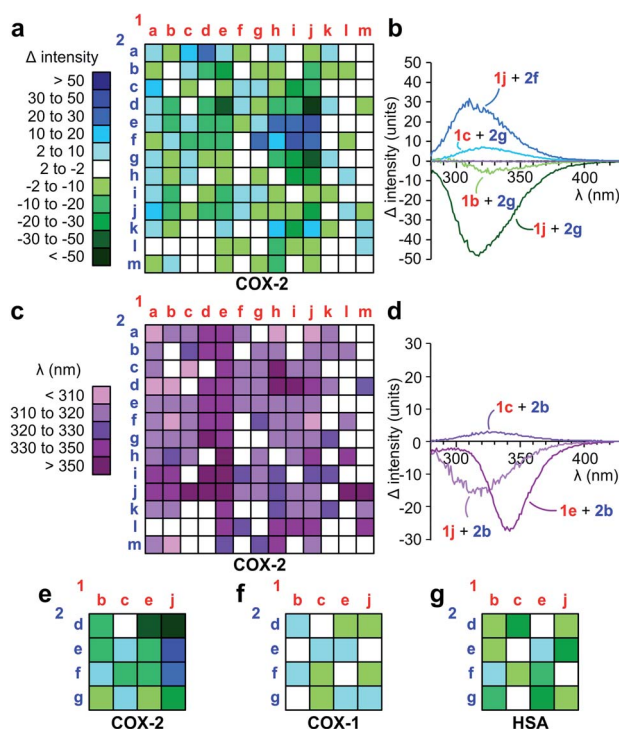 a
1
a b c d e f g h i j k l m
2
a
b
c
d
e
f
g
h
i
j
k
l
m
Δ intensity
> 50
30 to 50
20 to 30
10 to 20
2 to 10
2 to -2
-2 to -10
-10 to -20
-20 to -30
-30 to -50
< -50
COX-2
b
Δ intensity (units)
50
40
30
20
10
0
-10
-20
-30
-40
-50
300 350 400
λ (nm)
1j + 2f
1c + 2g
1b + 2g
1j + 2g
c
1
a b c d e f g h i j k l m
2
a
b
c
d
e
f
g
h
i
j
k
l
m
λ (nm)
< 310
310 to 320
320 to 330
330 to 350
> 350
COX-2
d
Δ intensity (units)
30
20
10
0
-10
-20
-30
300 350 400
λ (nm)
1c + 2b
1j + 2b
1e + 2b
e
1
b c e j
2
d
e
f
g
COX-2
f
1
b c e j
2
d
e
f
g
COX-1
g
1
b c e j
2
d
e
f
g
HSA